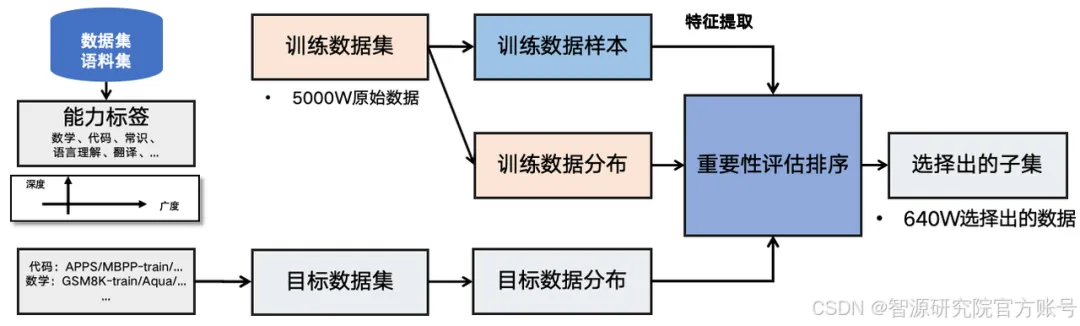 数据集
语料集
能力标签
数学、代码、常识、
语言理解、翻译、...
深度
广度
代码：APPS/MBPP-train/...
数学：GSM8K-train/Aqua/...
...
训练数据集
• 5000W原始数据
训练数据样本
特征提取
训练数据分布
目标数据集
目标数据分布
重要性评估排序
选择出的子集
• 640W选择出的数据
CSDN @智源研究院官方账号